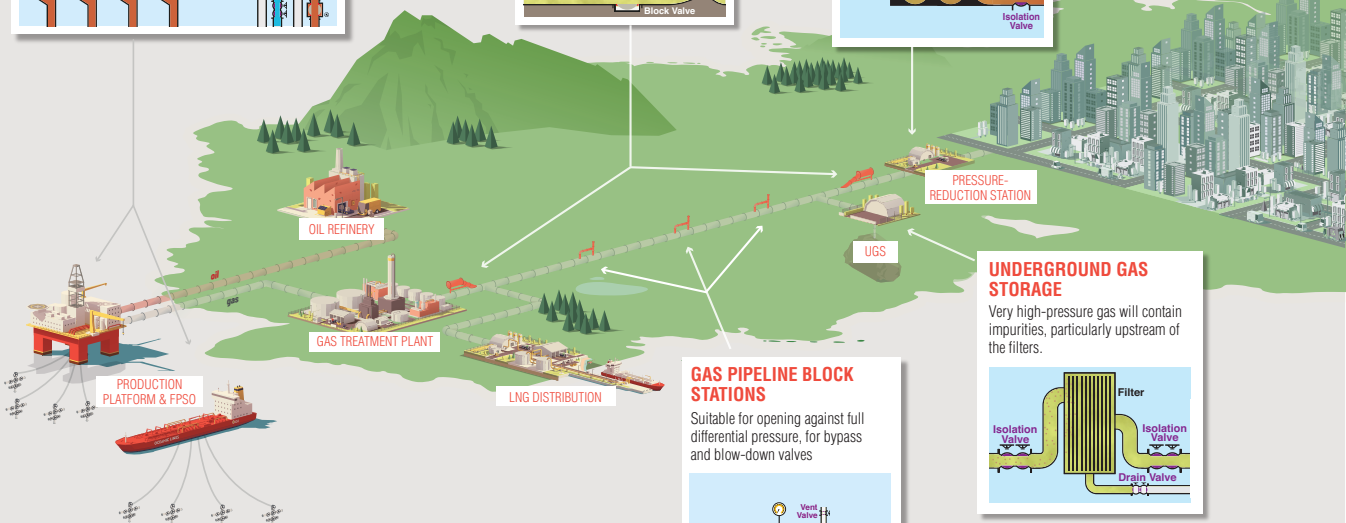 Block Valve
Isolation
Valve
PRESSURE-
REDUCTION STATION
OIL REFINERY
UGS
oil
gas
UNDERGROUND GAS
STORAGE
Very high-pressure gas will contain
impurities, particularly upstream of
the filters.
Filter
Isolation
Valve
Isolation
Valve
Drain Valve
GAS TREATMENT PLANT
GAS PIPELINE BLOCK
STATIONS
Suitable for opening against full
differential pressure, for bypass
and blow-down valves
Vent
Valve
PRODUCTION
PLATFORM & FPSO
LNG DISTRIBUTION